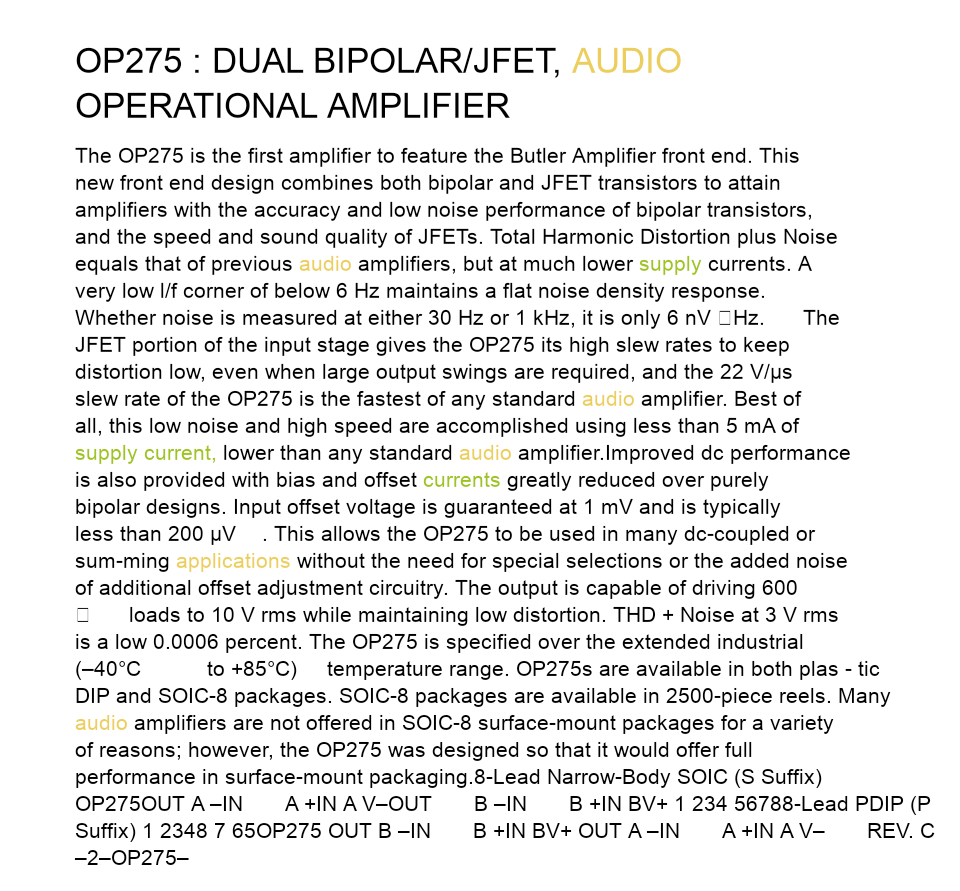 OP275 : DUAL BIPOLAR/JFET, AUDIO
OPERATIONAL AMPLIFIER
The OP275 is the first amplifier to feature the Butler Amplifier front end. This
new front end design combines both bipolar and JFET transistors to attain
amplifiers with the accuracy and low noise performance of bipolar transistors,
and the speed and sound quality of JFETs. Total Harmonic Distortion plus Noise
equals that of previous audio amplifiers, but at much lower supply currents. A
very low l/f corner of below 6 Hz maintains a flat noise density response.
Whether noise is measured at either 30 Hz or 1 kHz, it is only 6 nV □Hz. The
JFET portion of the input stage gives the OP275 its high slew rates to keep
distortion low, even when large output swings are required, and the 22 V/µs
slew rate of the OP275 is the fastest of any standard audio amplifier. Best of
all, this low noise and high speed are accomplished using less than 5 mA of
supply current, lower than any standard audio amplifier.Improved dc performance
is also provided with bias and offset currents greatly reduced over purely
bipolar designs. Input offset voltage is guaranteed at 1 mV and is typically
less than 200 µV . This allows the OP275 to be used in many dc-coupled or
sum-ming applications without the need for special selections or the added noise
of additional offset adjustment circuitry. The output is capable of driving 600
□ loads to 10 V rms while maintaining low distortion. THD + Noise at 3 V rms
is a low 0.0006 percent. The OP275 is specified over the extended industrial
(–40°C to +85°C) temperature range. OP275s are available in both plas - tic
DIP and SOIC-8 packages. SOIC-8 packages are available in 2500-piece reels. Many
audio amplifiers are not offered in SOIC-8 surface-mount packages for a variety
of reasons; however, the OP275 was designed so that it would offer full
performance in surface-mount packaging.8-Lead Narrow-Body SOIC (S Suffix)
OP275OUT A –IN A +IN A V–OUT B –IN B +IN BV+ 1 234 56788-Lead PDIP (P
Suffix) 1 2348 7 65OP275 OUT B –IN B +IN BV+ OUT A –IN A +IN A V– REV. C
–2–OP275–